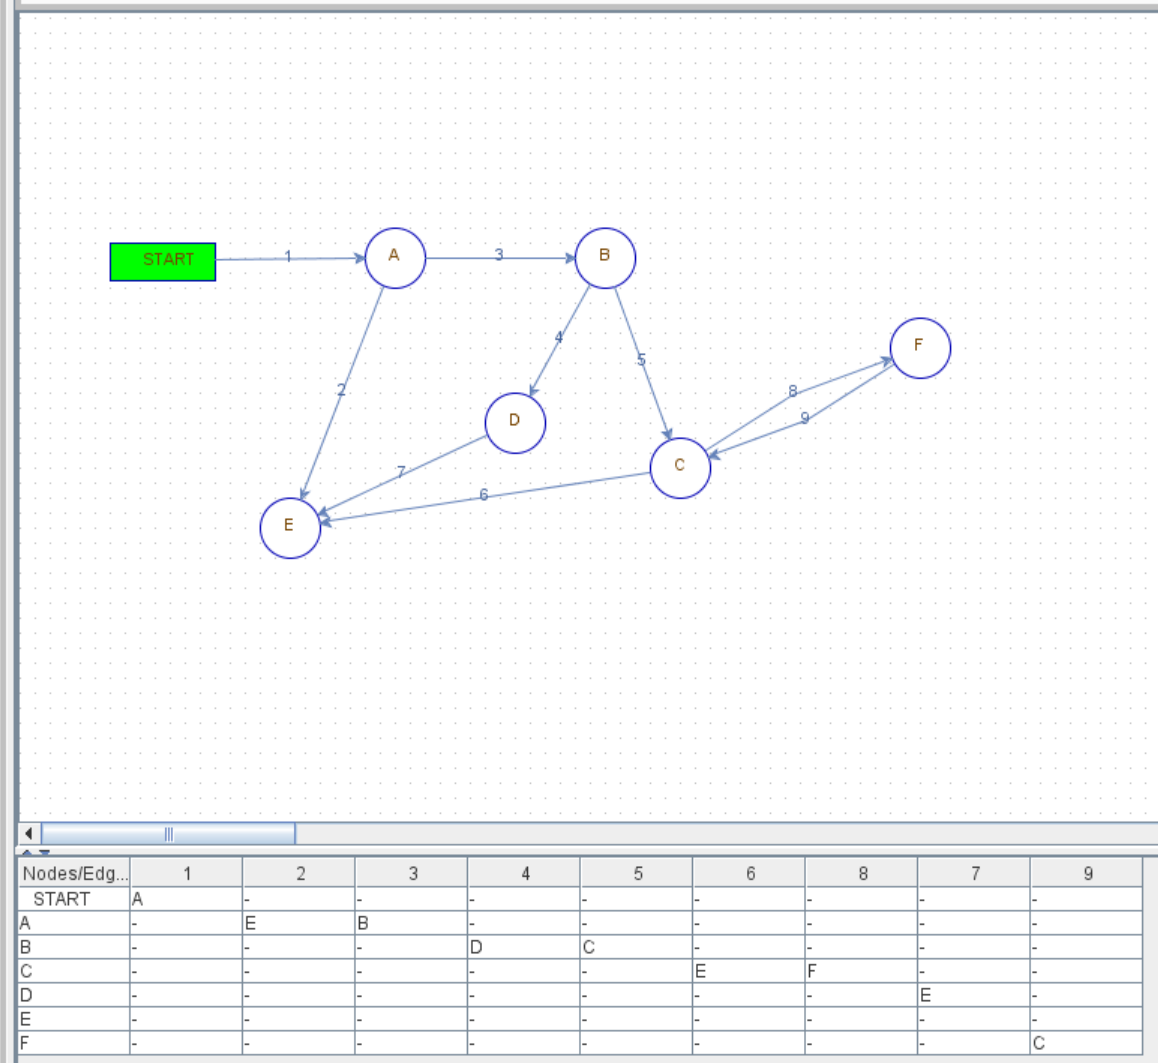 START 1 A 3 B
F
4
5
2
8
9
D
C
7
6
E
Nodes/Edg... 1 2 3 4 5 6 8 7 9
START A - - - - - - - -
A - E B - - - - - -
B - - - D C - - - -
C - - - - - E F - -
D - - - - - - - E -
E - - - - - - - - -
F - - - - - - - - C